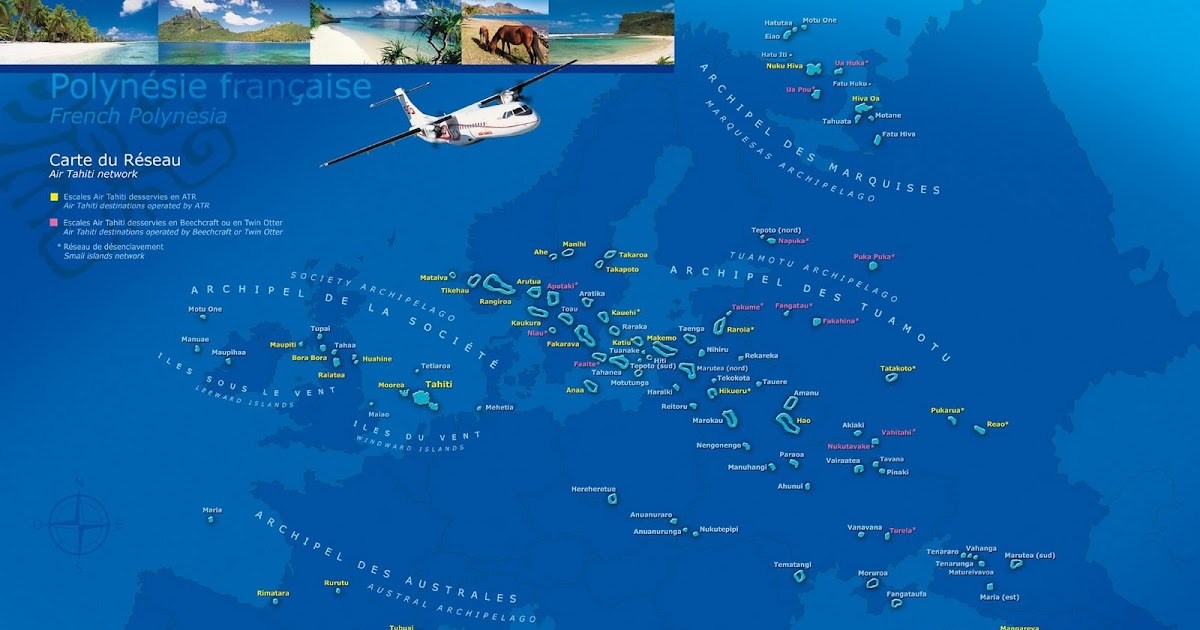 Polynésie française
French Polynesia
Carte du Réseau
Air Tahiti network
Escales Air Tahiti desservies en ATR
Air Tahiti destinations operated by ATR
Escales Air Tahiti desservies en Beechcraft ou en Twin Otter
Air Tahiti destinations operated by Beechcraft or Twin Otter
* Réseau de désenclavement
Small islands network
ARCHIPEL DES MARQUISES
MARQUESAS ARCHIPELAGO
Hatutaa
Motu One
Eiao
Hatu Iti
Nuku Hiva
Ua Huka*
Ua Pou*
Fatu Huku
Hiva Oa
Motane
Tahuata
Fatu Hiva
TUAMOTU ARCHIPELAGO
ARCHIPEL DES TUAMOTU
Tepoto (nord)
Napuka*
Puka Puka*
Manihi
Ahe
Takaroa
Takapoto
Mataiva
Tikehau
Rangiroa
Arutua
Apataki*
Aratika
Kaukura
Toau
Kauehi*
Niau*
Raraka
Fakarava
Katiu*
Makemo
Taenga
Takume*
Fangatau*
Raroia*
Fakahina*
Tuanake
Hiti
Nihiru
Rekareka
Faaite*
Tahanea
Tepoto (sud)
Marutea (nord)
Motutunga
Anaa
Haraiki
Tekokota
Tauere
Hikueru*
Tatakoto*
Reitoru
Amanu
Marokau
Hao
Pukarua*
Reao*
Akiaki
Vahitahi*
Nukutavake*
Nengonengo
Paraoa
Manuhangi
Vairaatea
Tavana
Pinaki
Ahunui
Hereheretue
Anuanuraro
Anuanurunga
Nukutepipi
Vanavana
Tureia*
Tenararo
Vahanga
Marutea (sud)
Tenarunga
Matureivavoa
Tematangi
Moruroa
Maria (est)
Fangataufa
Mangareva
SOCIETY ARCHIPELAGO
ARCHIPEL DE LA SOCIÉTÉ
Motu One
Manuae
Maupihaa
Tupai
Maupiti
Tahaa
Bora Bora
Huahine
Raiatea
Tetiaroa
Moorea
Tahiti
Maiao
Mehetia
ILES SOUS LE VENT
LEEWARD ISLANDS
ILES DU VENT
WINDWARD ISLANDS
N
O
E
S
Maria
ARCHIPEL DES AUSTRALES
AUSTRAL ARCHIPELAGO
Rurutu
Rimatara
Tubuai